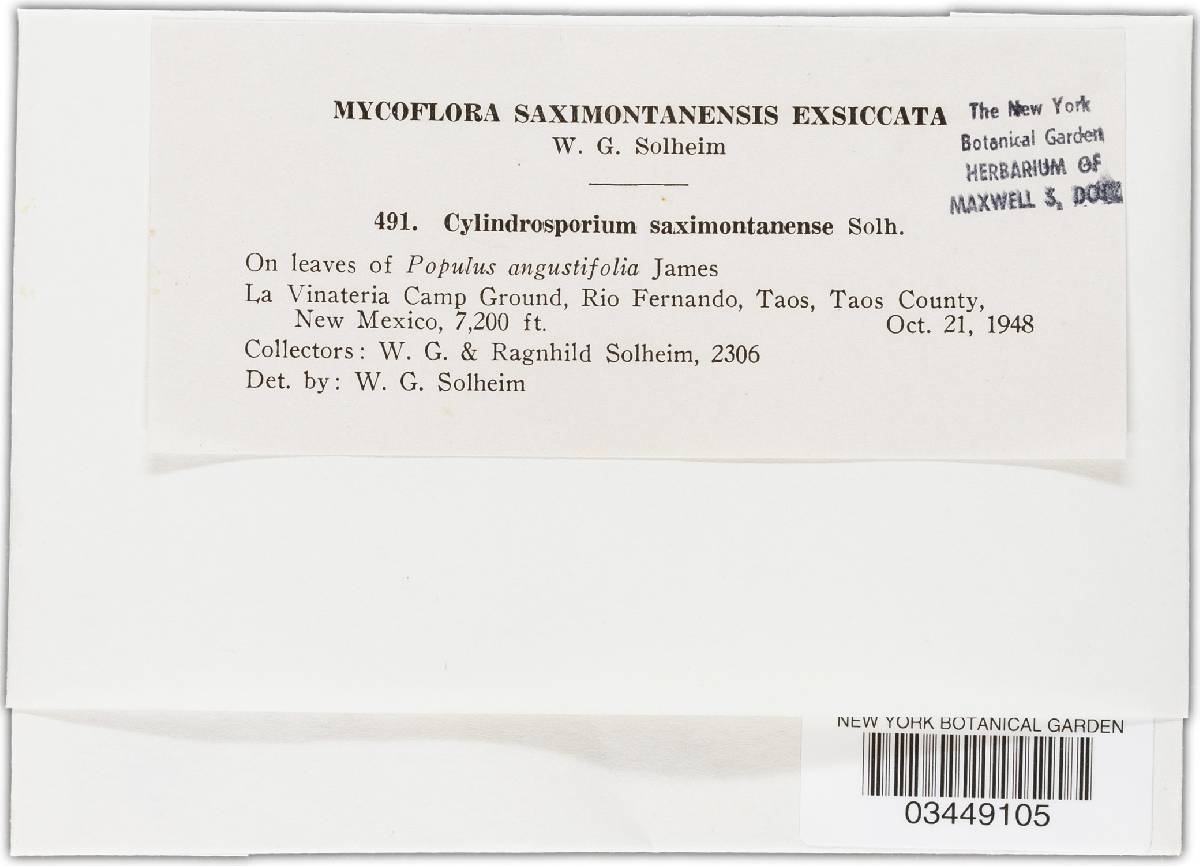 MYCOFLORA SAXIMONTANENSIS EXSICCATA
W. G. Solheim
The New York
Botanical Garden
HERBARIUM OF
MAXWELL S.
491. Cylindrosporium saximontanense Solh.
On leaves of Populus angustifolia James
La Vinateria Camp Ground, Rio Fernando, Taos, Taos County,
New Mexico, 7,200 ft. Oct. 21, 1948
Collectors: W. G. & Ragnhild Solheim, 2306
Det. by: W. G. Solheim
NEW YORK BOTANICAL GARDEN
03449105